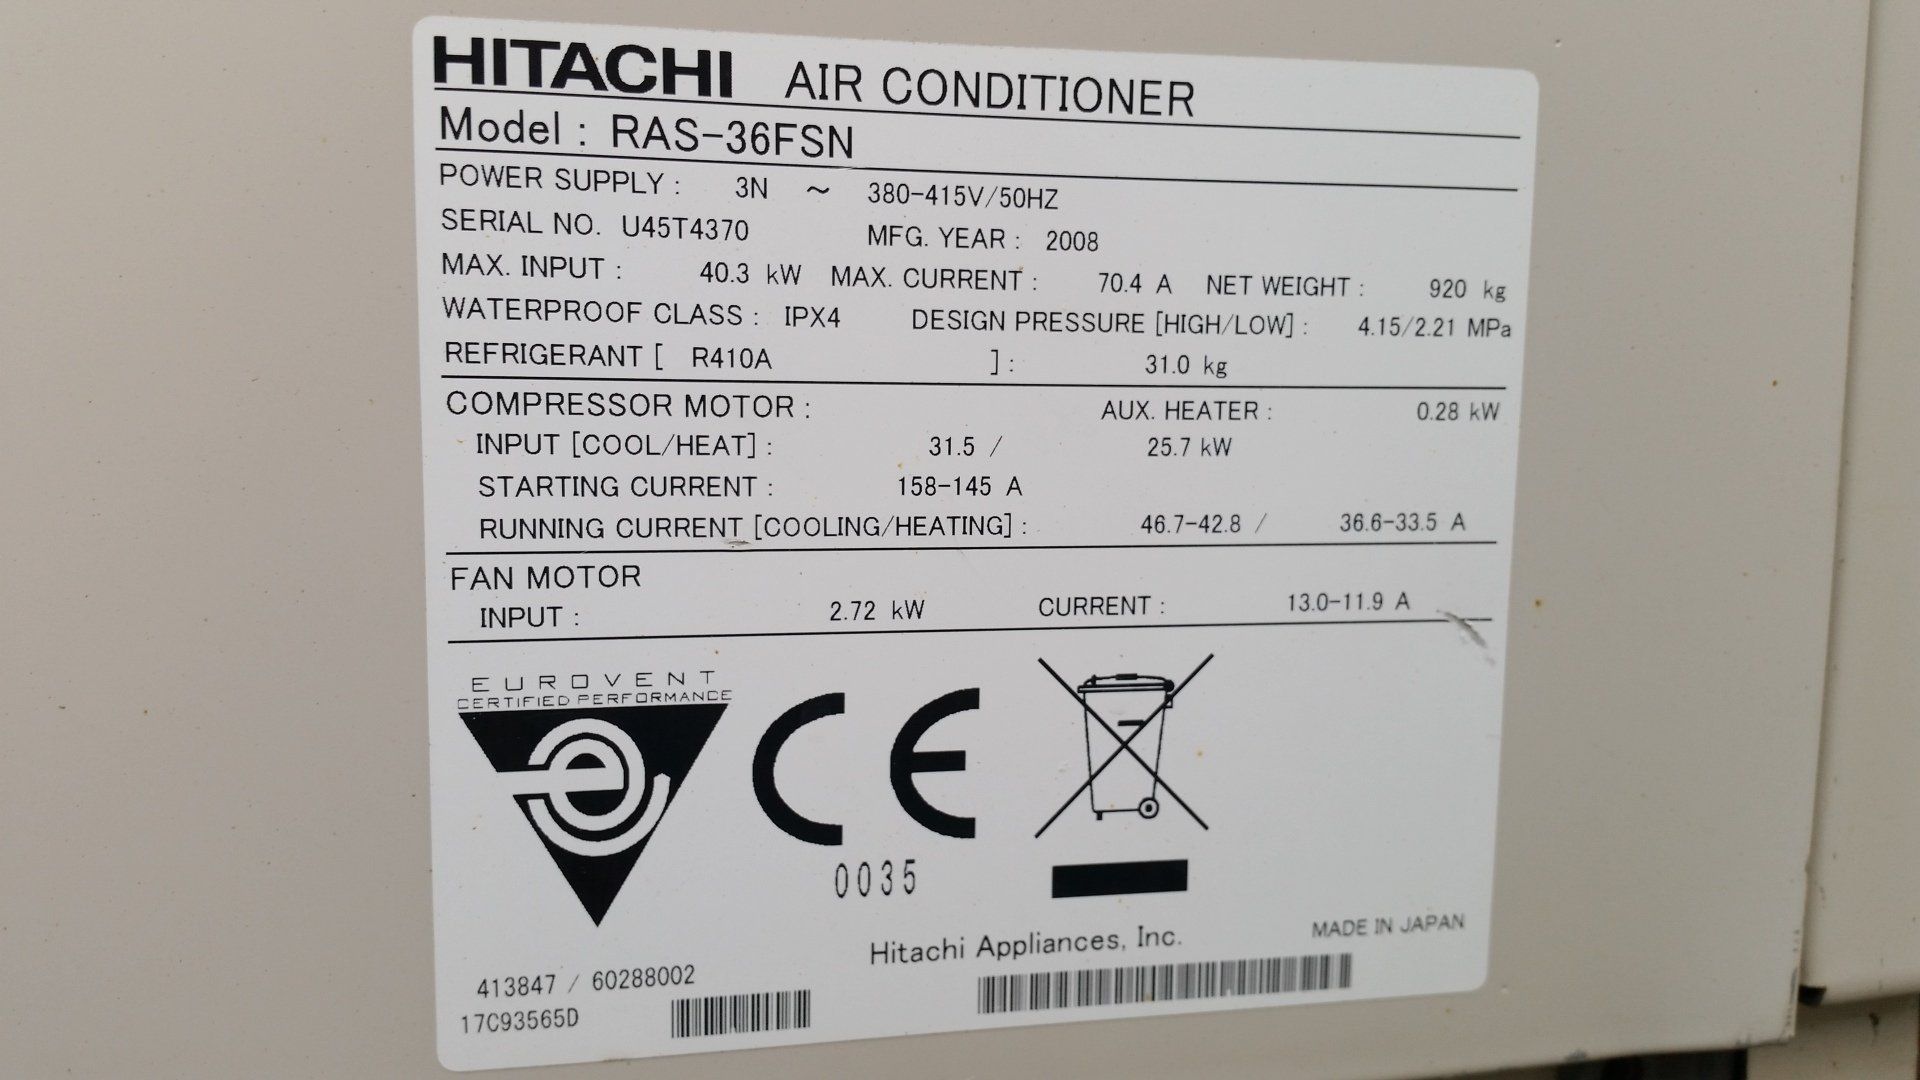 HITACHI AIR CONDITIONER
Model : RAS-36FSN
POWER SUPPLY : 3N ~ 380-415V/50HZ
SERIAL NO. U45T4370 MFG. YEAR : 2008
MAX. INPUT : 40.3 kW MAX. CURRENT : 70.4 A NET WEIGHT : 920 kg
WATERPROOF CLASS : IPX4 DESIGN PRESSURE [HIGH/LOW] : 4.15/2.21 MPa
REFRIGERANT [ R410A ] : 31.0 kg
COMPRESSOR MOTOR : AUX. HEATER : 0.28 kW
INPUT [COOL/HEAT] : 31.5 / 25.7 kW
STARTING CURRENT : 158-145 A
RUNNING CURRENT [COOLING/HEATING] : 46.7-42.8 / 36.6-33.5 A
FAN MOTOR
INPUT : 2.72 kW CURRENT : 13.0-11.9 A
EUROVENT
CERTIFIED PERFORMANCE
CE
0035
Hitachi Appliances, Inc. MADE IN JAPAN
413847 / 60288002
17C93565D